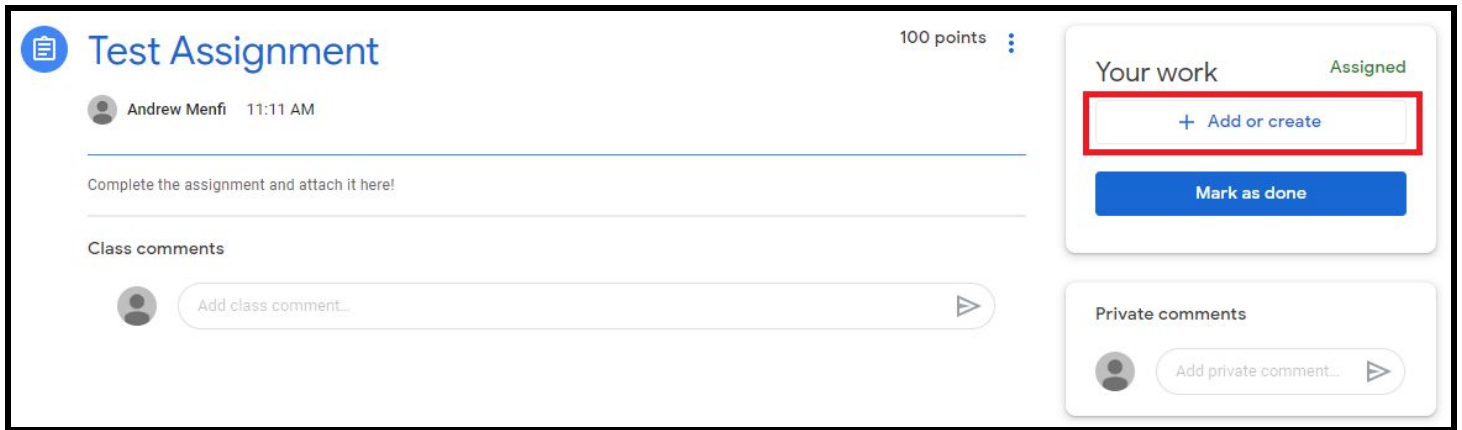 Test Assignment
100 points
Andrew Menfi 11:11 AM
Complete the assignment and attach it here!
Class comments
Add class comment...
Your work
Assigned
+ Add or create
Mark as done
Private comments
Add private comment...